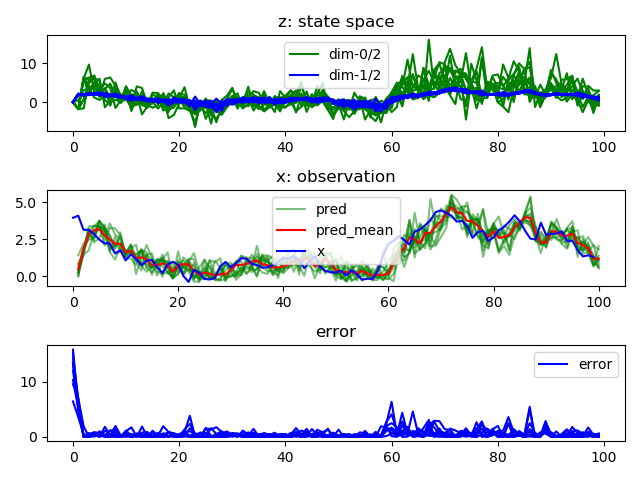 z: state space
10
0
dim-0/2
dim-1/2
0 20 40 60 80 100
x: observation
5.0
2.5
0.0
pred
pred_mean
x
0 20 40 60 80 100
error
10
0
error
0 20 40 60 80 100